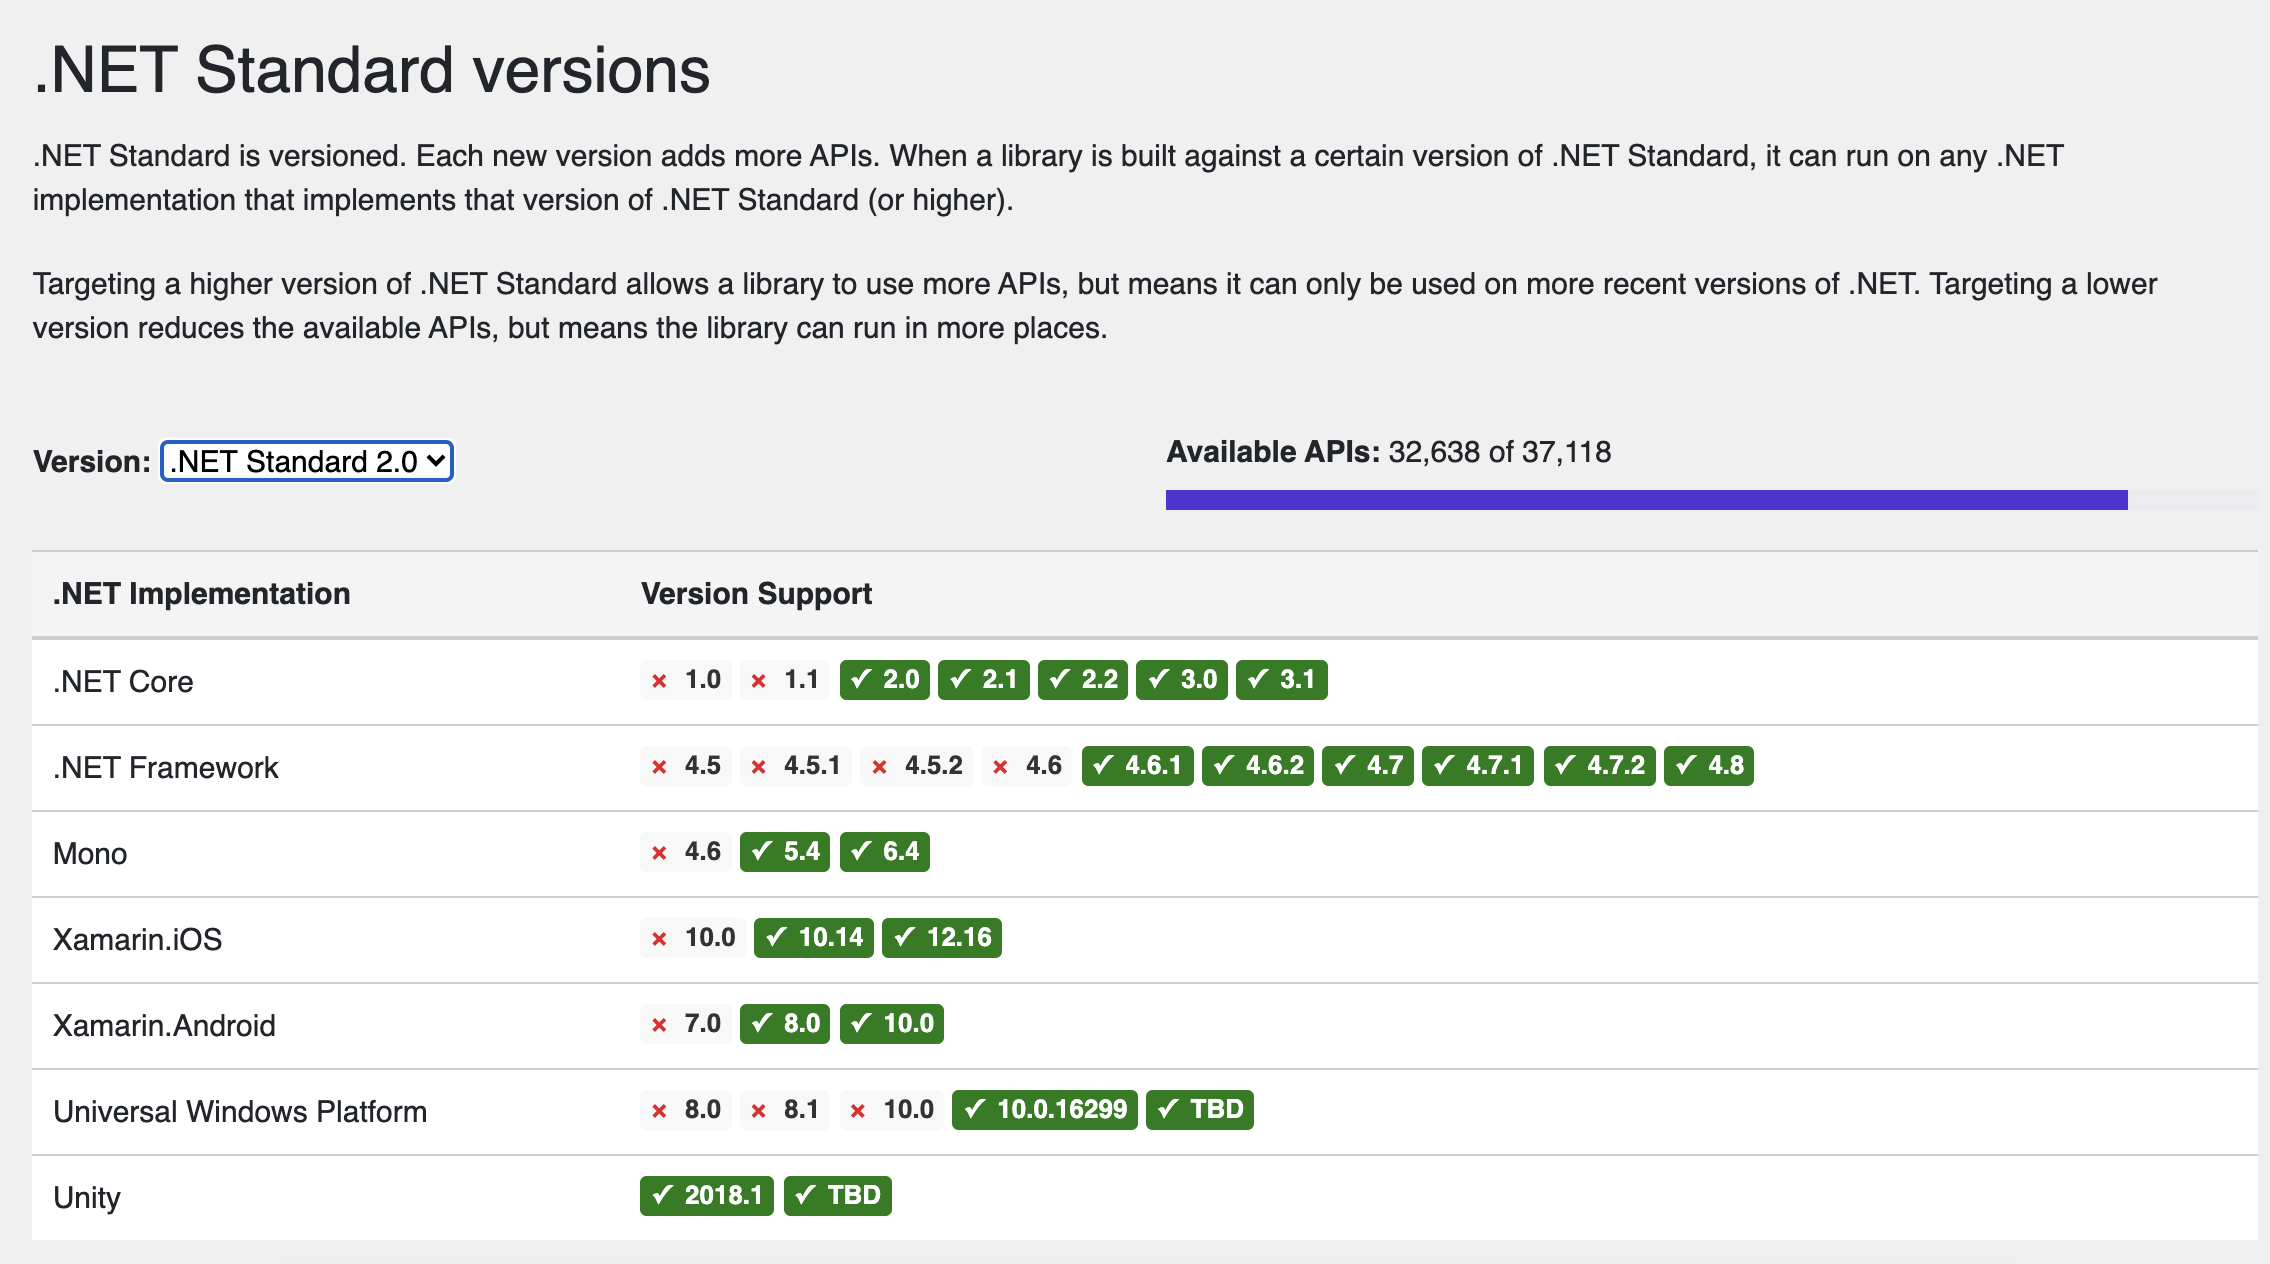 .NET Standard versions
.NET Standard is versioned. Each new version adds more APIs. When a library is built against a certain version of .NET Standard, it can run on any .NET
implementation that implements that version of .NET Standard (or higher).
Targeting a higher version of .NET Standard allows a library to use more APIs, but means it can only be used on more recent versions of .NET. Targeting a lower
version reduces the available APIs, but means the library can run in more places.
Version: .NET Standard 2.0
Available APIs: 32,638 of 37,118
.NET Implementation Version Support
.NET Core × 1.0 × 1.1 ✓ 2.0 ✓ 2.1 ✓ 2.2 ✓ 3.0 ✓ 3.1
.NET Framework × 4.5 × 4.5.1 × 4.5.2 × 4.6 ✓ 4.6.1 ✓ 4.6.2 ✓ 4.7 ✓ 4.7.1 ✓ 4.7.2 ✓ 4.8
Mono × 4.6 ✓ 5.4 ✓ 6.4
Xamarin.iOS × 10.0 ✓ 10.14 ✓ 12.16
Xamarin.Android × 7.0 ✓ 8.0 ✓ 10.0
Universal Windows Platform × 8.0 × 8.1 × 10.0 ✓ 10.0.16299 ✓ TBD
Unity ✓ 2018.1 ✓ TBD